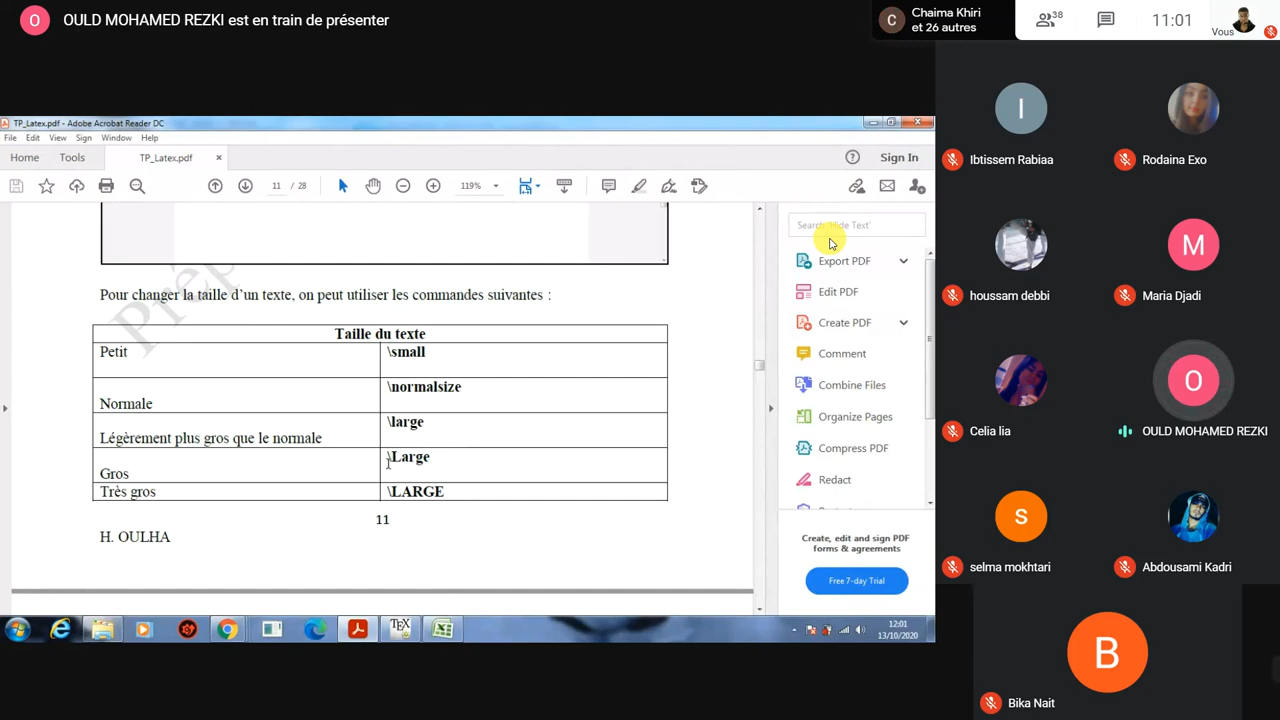 O OULD MOHAMED REZKI est en train de présenter
C Chaima Khiri
et 26 autres
38
11:01
Vous
TP_Latex.pdf - Adobe Acrobat Reader DC
File Edit View Sign Window Help
Home Tools TP_Latex.pdf × Sign In
11 / 28 119%
Search 'Hide Text'
Export PDF
Edit PDF
Create PDF
Comment
Combine Files
Organize Pages
Compress PDF
Redact
Create, edit and sign PDF
forms & agreements
Free 7-day Trial
Prép
Pour changer la taille d'un texte, on peut utiliser les commandes suivantes :
Taille du texte
Petit \small
Normale \normalsize
Légèrement plus gros que le normale \large
Gros \Large
Très gros \LARGE
11
H. OULHA
TEX
12:01
13/10/2020
I
Ibtissem Rabiaa
Rodaina Exo
houssam debbi
M
Maria Djadi
Celia lia
O
OULD MOHAMED REZKI
s
selma mokhtari
Abdousami Kadri
B
Bika Nait